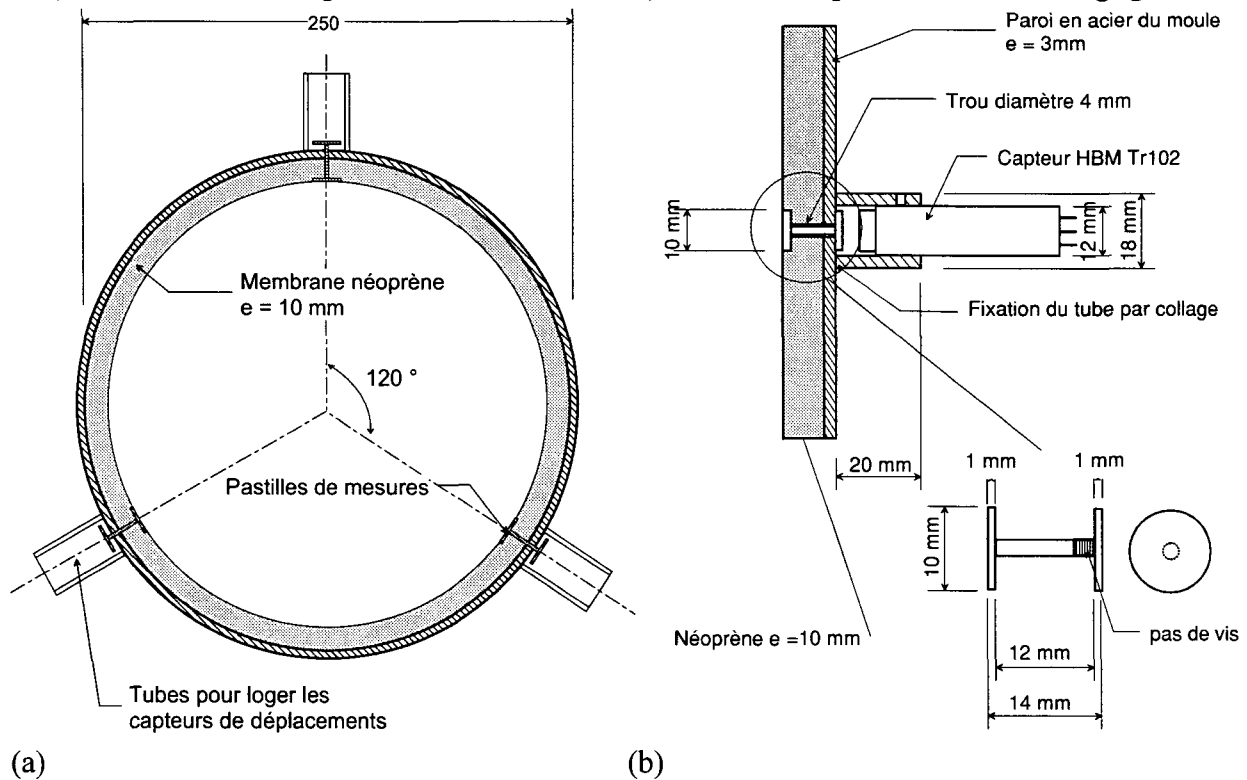 250
Membrane néoprène
e = 10 mm
120 °
Pastilles de mesures
Tubes pour loger les
capteurs de déplacements
(a)
Paroi en acier du moule
e = 3mm
Trou diamètre 4 mm
Capteur HBM Tr102
10 mm
12 mm
18 mm
Fixation du tube par collage
20 mm
1 mm
1 mm
10 mm
Néoprène e =10 mm
pas de vis
12 mm
14 mm
(b)